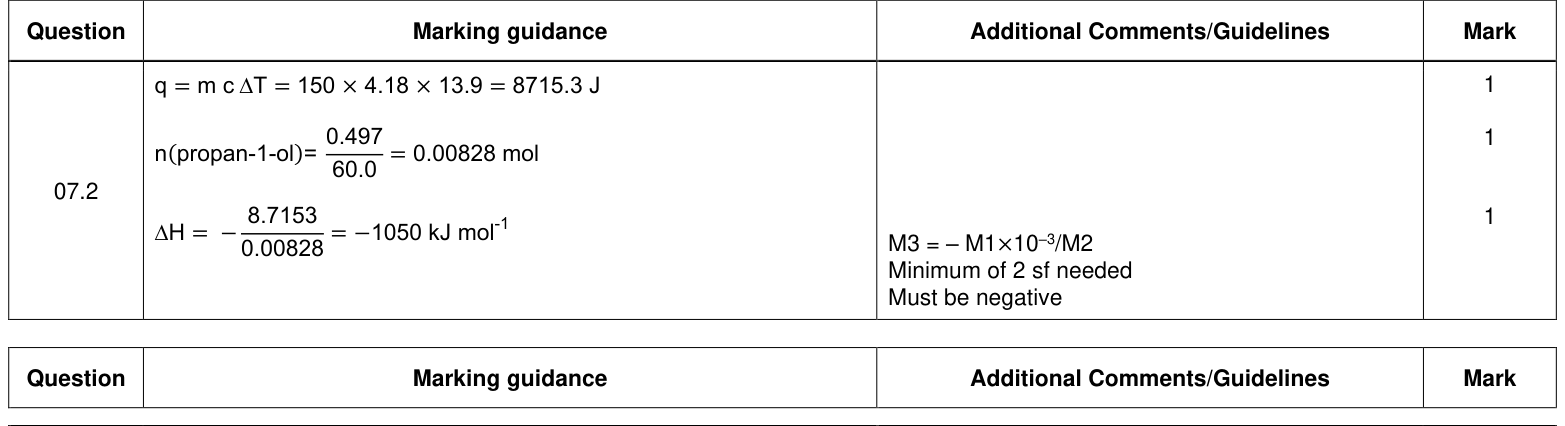 Question Marking guidance Additional Comments/Guidelines Mark
q = m c ΔT = 150 × 4.18 × 13.9 = 8715.3 J 1
n(propan-1-ol)= 0.497/60.0 = 0.00828 mol 1
07.2
ΔH = −8.7153/0.00828 = −1050 kJ mol⁻¹ 1
M3 = – M1×10⁻³/M2
Minimum of 2 sf needed
Must be negative
Question Marking guidance Additional Comments/Guidelines Mark